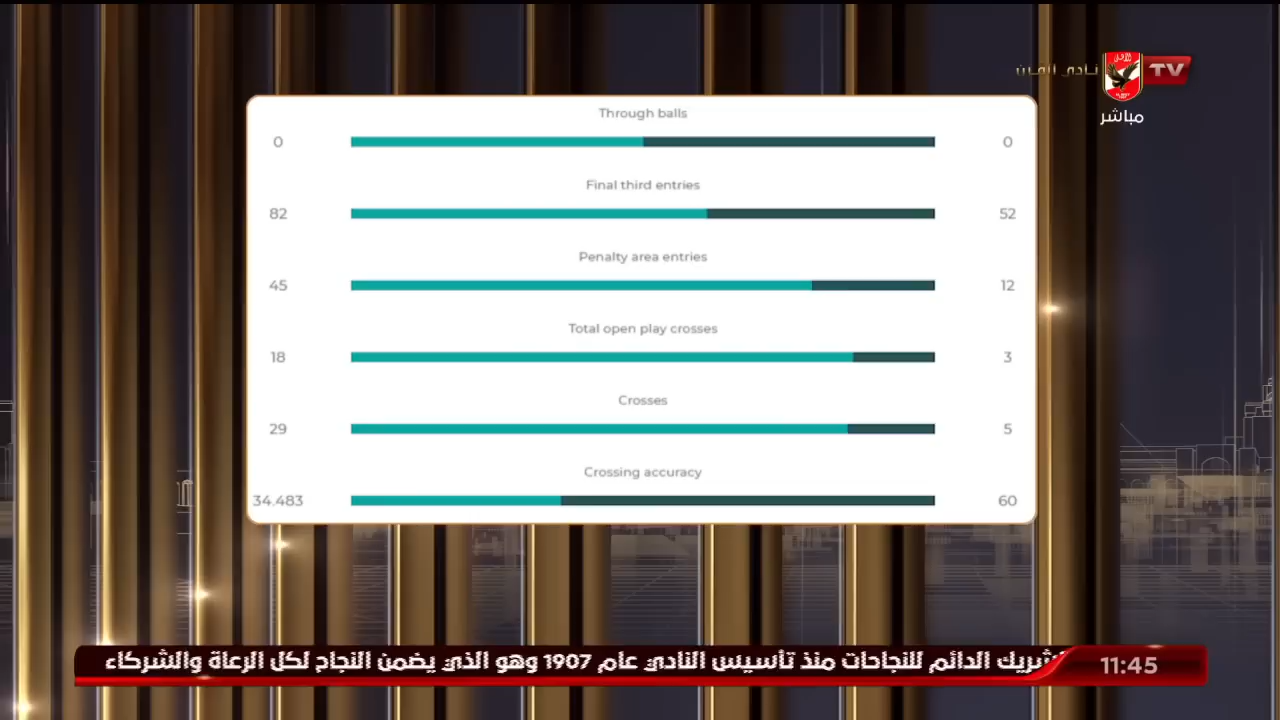 نادي القرن
TV
مباشر
Through balls
0 0
Final third entries
82 52
Penalty area entries
45 12
Total open play crosses
18 3
Crosses
29 5
Crossing accuracy
34.483 60
الدائم للنجاحات منذ تأسيس النادي عام 1907 وهو الذي يضمن النجاح لكل الرعاة والشركاء
11:45